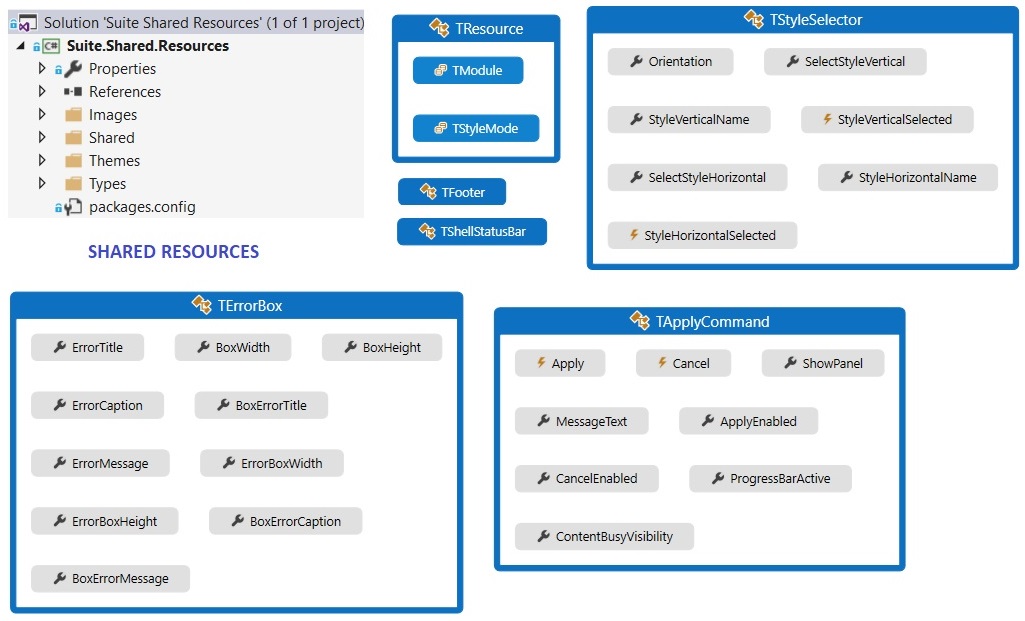 Solution 'Suite Shared Resources' (1 of 1 project)
C# Suite.Shared.Resources
Properties
References
Images
Shared
Themes
Types
packages.config
SHARED RESOURCES
TResource
TModule
TStyleMode
TFooter
TShellStatusBar
TStyleSelector
Orientation SelectStyleVertical
StyleVerticalName StyleVerticalSelected
SelectStyleHorizontal StyleHorizontalName
StyleHorizontalSelected
TErrorBox
ErrorTitle BoxWidth BoxHeight
ErrorCaption BoxErrorTitle
ErrorMessage ErrorBoxWidth
ErrorBoxHeight BoxErrorCaption
BoxErrorMessage
TApplyCommand
Apply Cancel ShowPanel
MessageText ApplyEnabled
CancelEnabled ProgressBarActive
ContentBusyVisibility